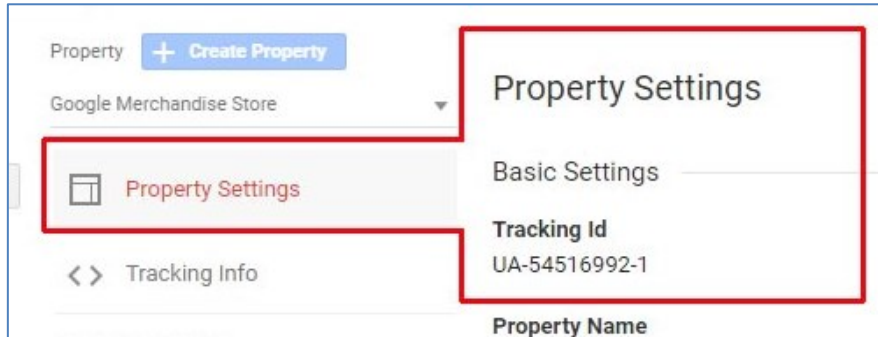 Property + Create Property
Google Merchandise Store
Property Settings
Tracking Info
Property Settings
Basic Settings
Tracking Id
UA-54516992-1
Property Name